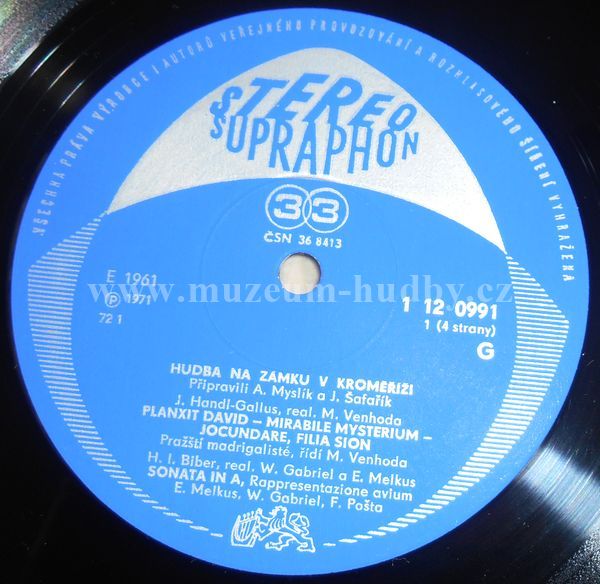 VŠECHNA PRÁVA VÝROBCE I AUTORŮ VEŘEJNÉHO PROVOZOVÁNÍ A ROZHLASOVÉHO ŠÍŘENÍ VYHRAŽENA
STEREO
SUPRAPHON
33
ČSN 36 8413
E 1961
Ⓟ 1971
72 1
www.muzeum-hudby.cz
1 12 0991
1 (4 strany)
G
HUDBA NA ZÁMKU V KROMĚŘÍŽI
Připravili A. Myslík a J. Šafařík
J. Handl-Gallus, real. M. Venhoda
PLANXIT DAVID – MIRABILE MYSTERIUM –
JOCUNDARE, FILIA SION
Pražští madrigalisté, řídí M. Venhoda
H. I. Biber, real. W. Gabriel a E. Melkus
SONATA IN A, Rappresentazione avium
E. Melkus, W. Gabriel, F. Pošta